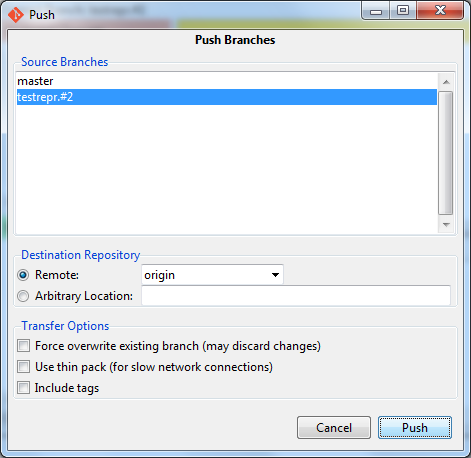 Push
Push Branches
Source Branches
master
testrepr.#2
Destination Repository
Remote: origin
Arbitrary Location:
Transfer Options
Force overwrite existing branch (may discard changes)
Use thin pack (for slow network connections)
Include tags
Cancel Push